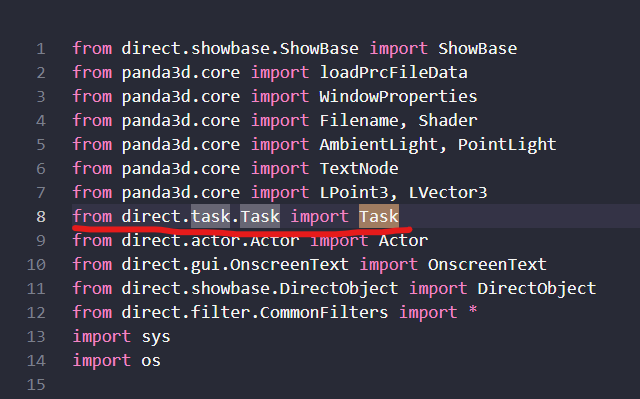 1 from direct.showbase.ShowBase import ShowBase
2 from panda3d.core import loadPrcFileData
3 from panda3d.core import WindowProperties
4 from panda3d.core import Filename, Shader
5 from panda3d.core import AmbientLight, PointLight
6 from panda3d.core import TextNode
7 from panda3d.core import LPoint3, LVector3
8 from direct.task.Task import Task
9 from direct.actor.Actor import Actor
10 from direct.gui.OnscreenText import OnscreenText
11 from direct.showbase.DirectObject import DirectObject
12 from direct.filter.CommonFilters import *
13 import sys
14 import os
15